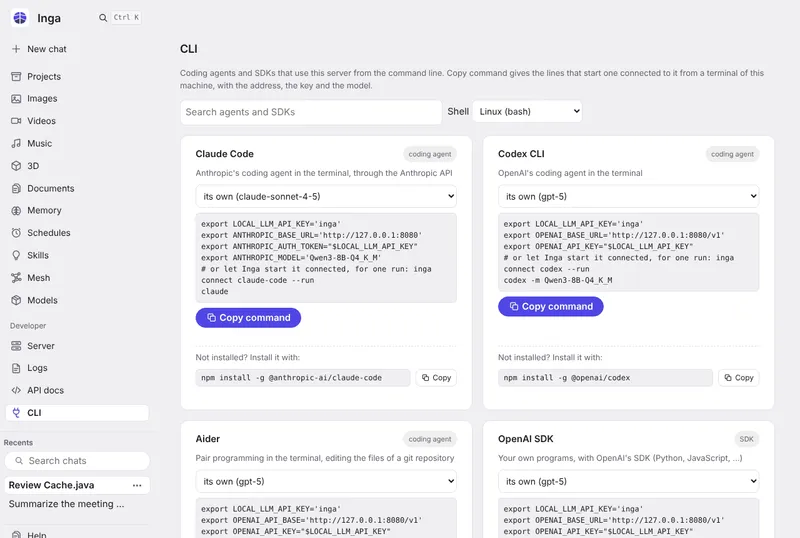 Inga
Ctrl K
New chat
Projects
Images
Videos
Music
3D
Documents
Memory
Schedules
Skills
Mesh
Models
Developer
Server
Logs
API docs
CLI
Recents
Search chats
Review Cache.java
Summarize the meeting ...
Help
CLI
Coding agents and SDKs that use this server from the command line. Copy command gives the lines that start one connected to it from a terminal of this
machine, with the address, the key and the model.
Search agents and SDKs
Shell
Linux (bash)
Claude Code
coding agent
Anthropic's coding agent in the terminal, through the Anthropic API
its own (claude-sonnet-4-5)
export LOCAL_LLM_API_KEY='inga'
export ANTHROPIC_BASE_URL='http://127.0.0.1:8080'
export ANTHROPIC_AUTH_TOKEN="$LOCAL_LLM_API_KEY"
export ANTHROPIC_MODEL='Qwen3-8B-Q4_K_M'
# or let Inga start it connected, for one run: inga
connect claude-code --run
claude
Copy command
Not installed? Install it with:
npm install -g @anthropic-ai/claude-code
Copy
Codex CLI
coding agent
OpenAI's coding agent in the terminal
its own (gpt-5)
export LOCAL_LLM_API_KEY='inga'
export OPENAI_BASE_URL='http://127.0.0.1:8080/v1'
export OPENAI_API_KEY="$LOCAL_LLM_API_KEY"
# or let Inga start it connected, for one run: inga
connect codex --run
codex -m Qwen3-8B-Q4_K_M
Copy command
Not installed? Install it with:
npm install -g @openai/codex
Copy
Aider
coding agent
Pair programming in the terminal, editing the files of a git repository
its own (gpt-5)
export LOCAL_LLM_API_KEY='inga'
export OPENAI_API_BASE='http://127.0.0.1:8080/v1'
export OPENAI_API_KEY="$LOCAL_LLM_API_KEY"
OpenAI SDK
SDK
Your own programs, with OpenAI's SDK (Python, JavaScript, ...)
its own (gpt-5)
export LOCAL_LLM_API_KEY='inga'
export OPENAI_BASE_URL='http://127.0.0.1:8080/v1'
export OPENAI_API_KEY="$LOCAL_LLM_API_KEY"